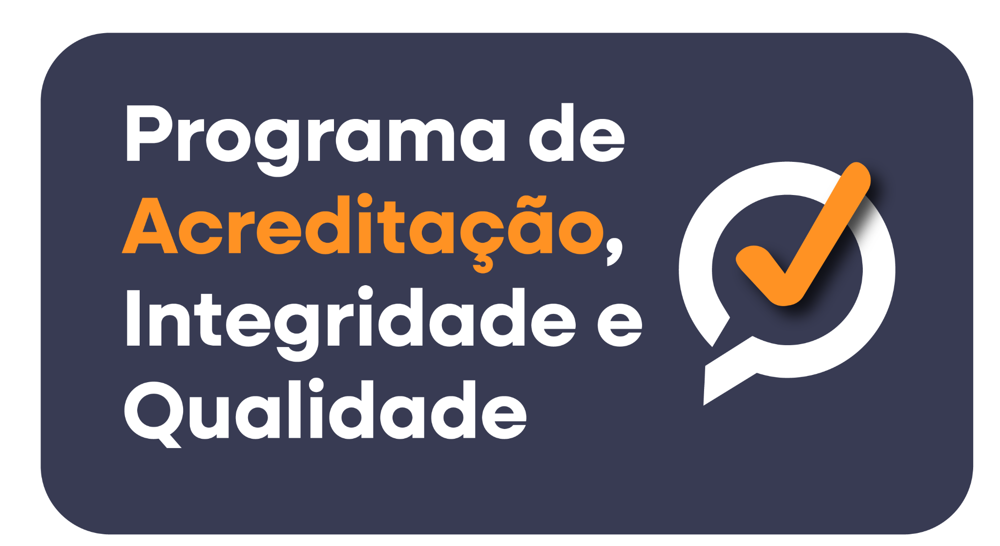 Programa de
Acreditação,
Integridade e
Qualidade